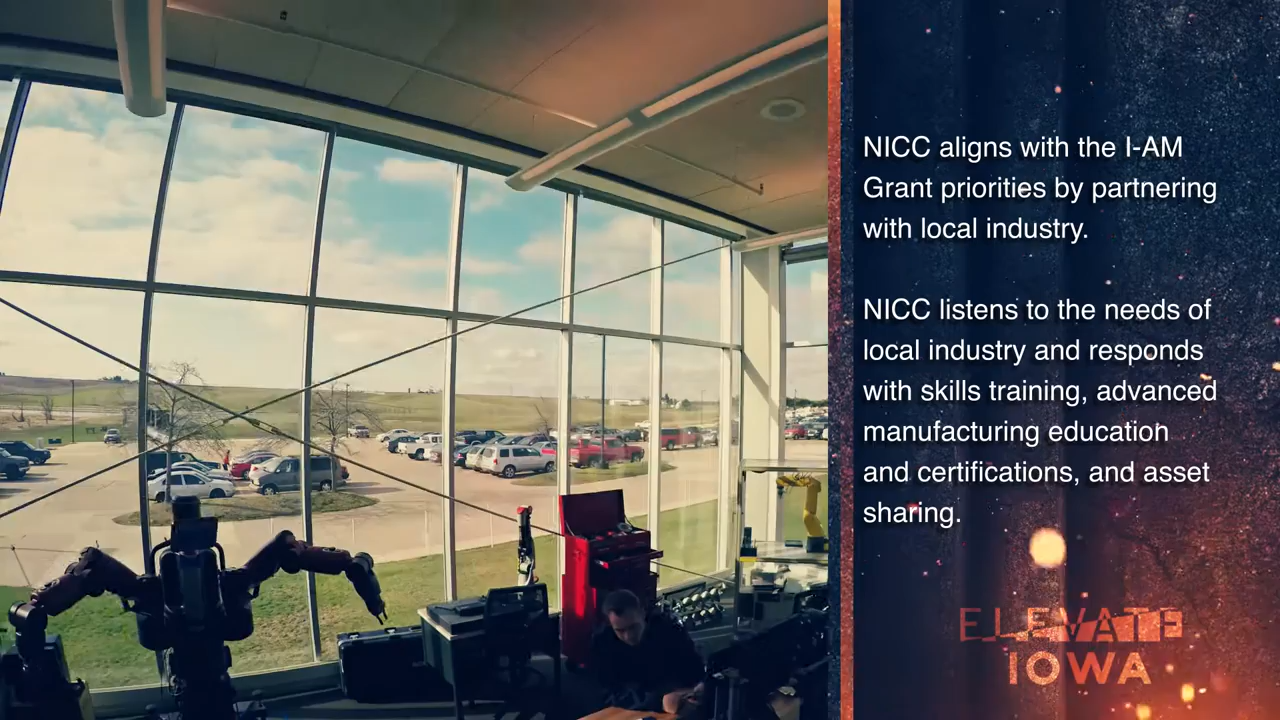 NICC aligns with the I-AM
Grant priorities by partnering
with local industry.
NICC listens to the needs of
local industry and responds
with skills training, advanced
manufacturing education
and certifications, and asset
sharing.
ELEVATE
IOWA